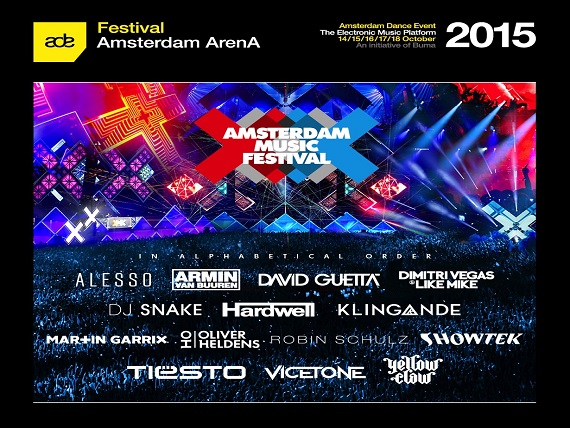 ade
Festival
Amsterdam ArenA
Amsterdam Dance Event
The Electronic Music Platform
14/15/16/17/18 October
An initiative of Buma
2015
AMSTERDAM
MUSIC
FESTIVAL
IN ALPHABETICAL ORDER
ALESSO ARMIN VAN BUUREN DAVID GUETTA DIMITRI VEGAS & LIKE MIKE
DJ SNAKE Hardwell KLINGANDE
MARTIN GARRIX OH OLIVER HELDENS ROBIN SCHULZ SHOWTEK
TIËSTO VICETONE yellow claw